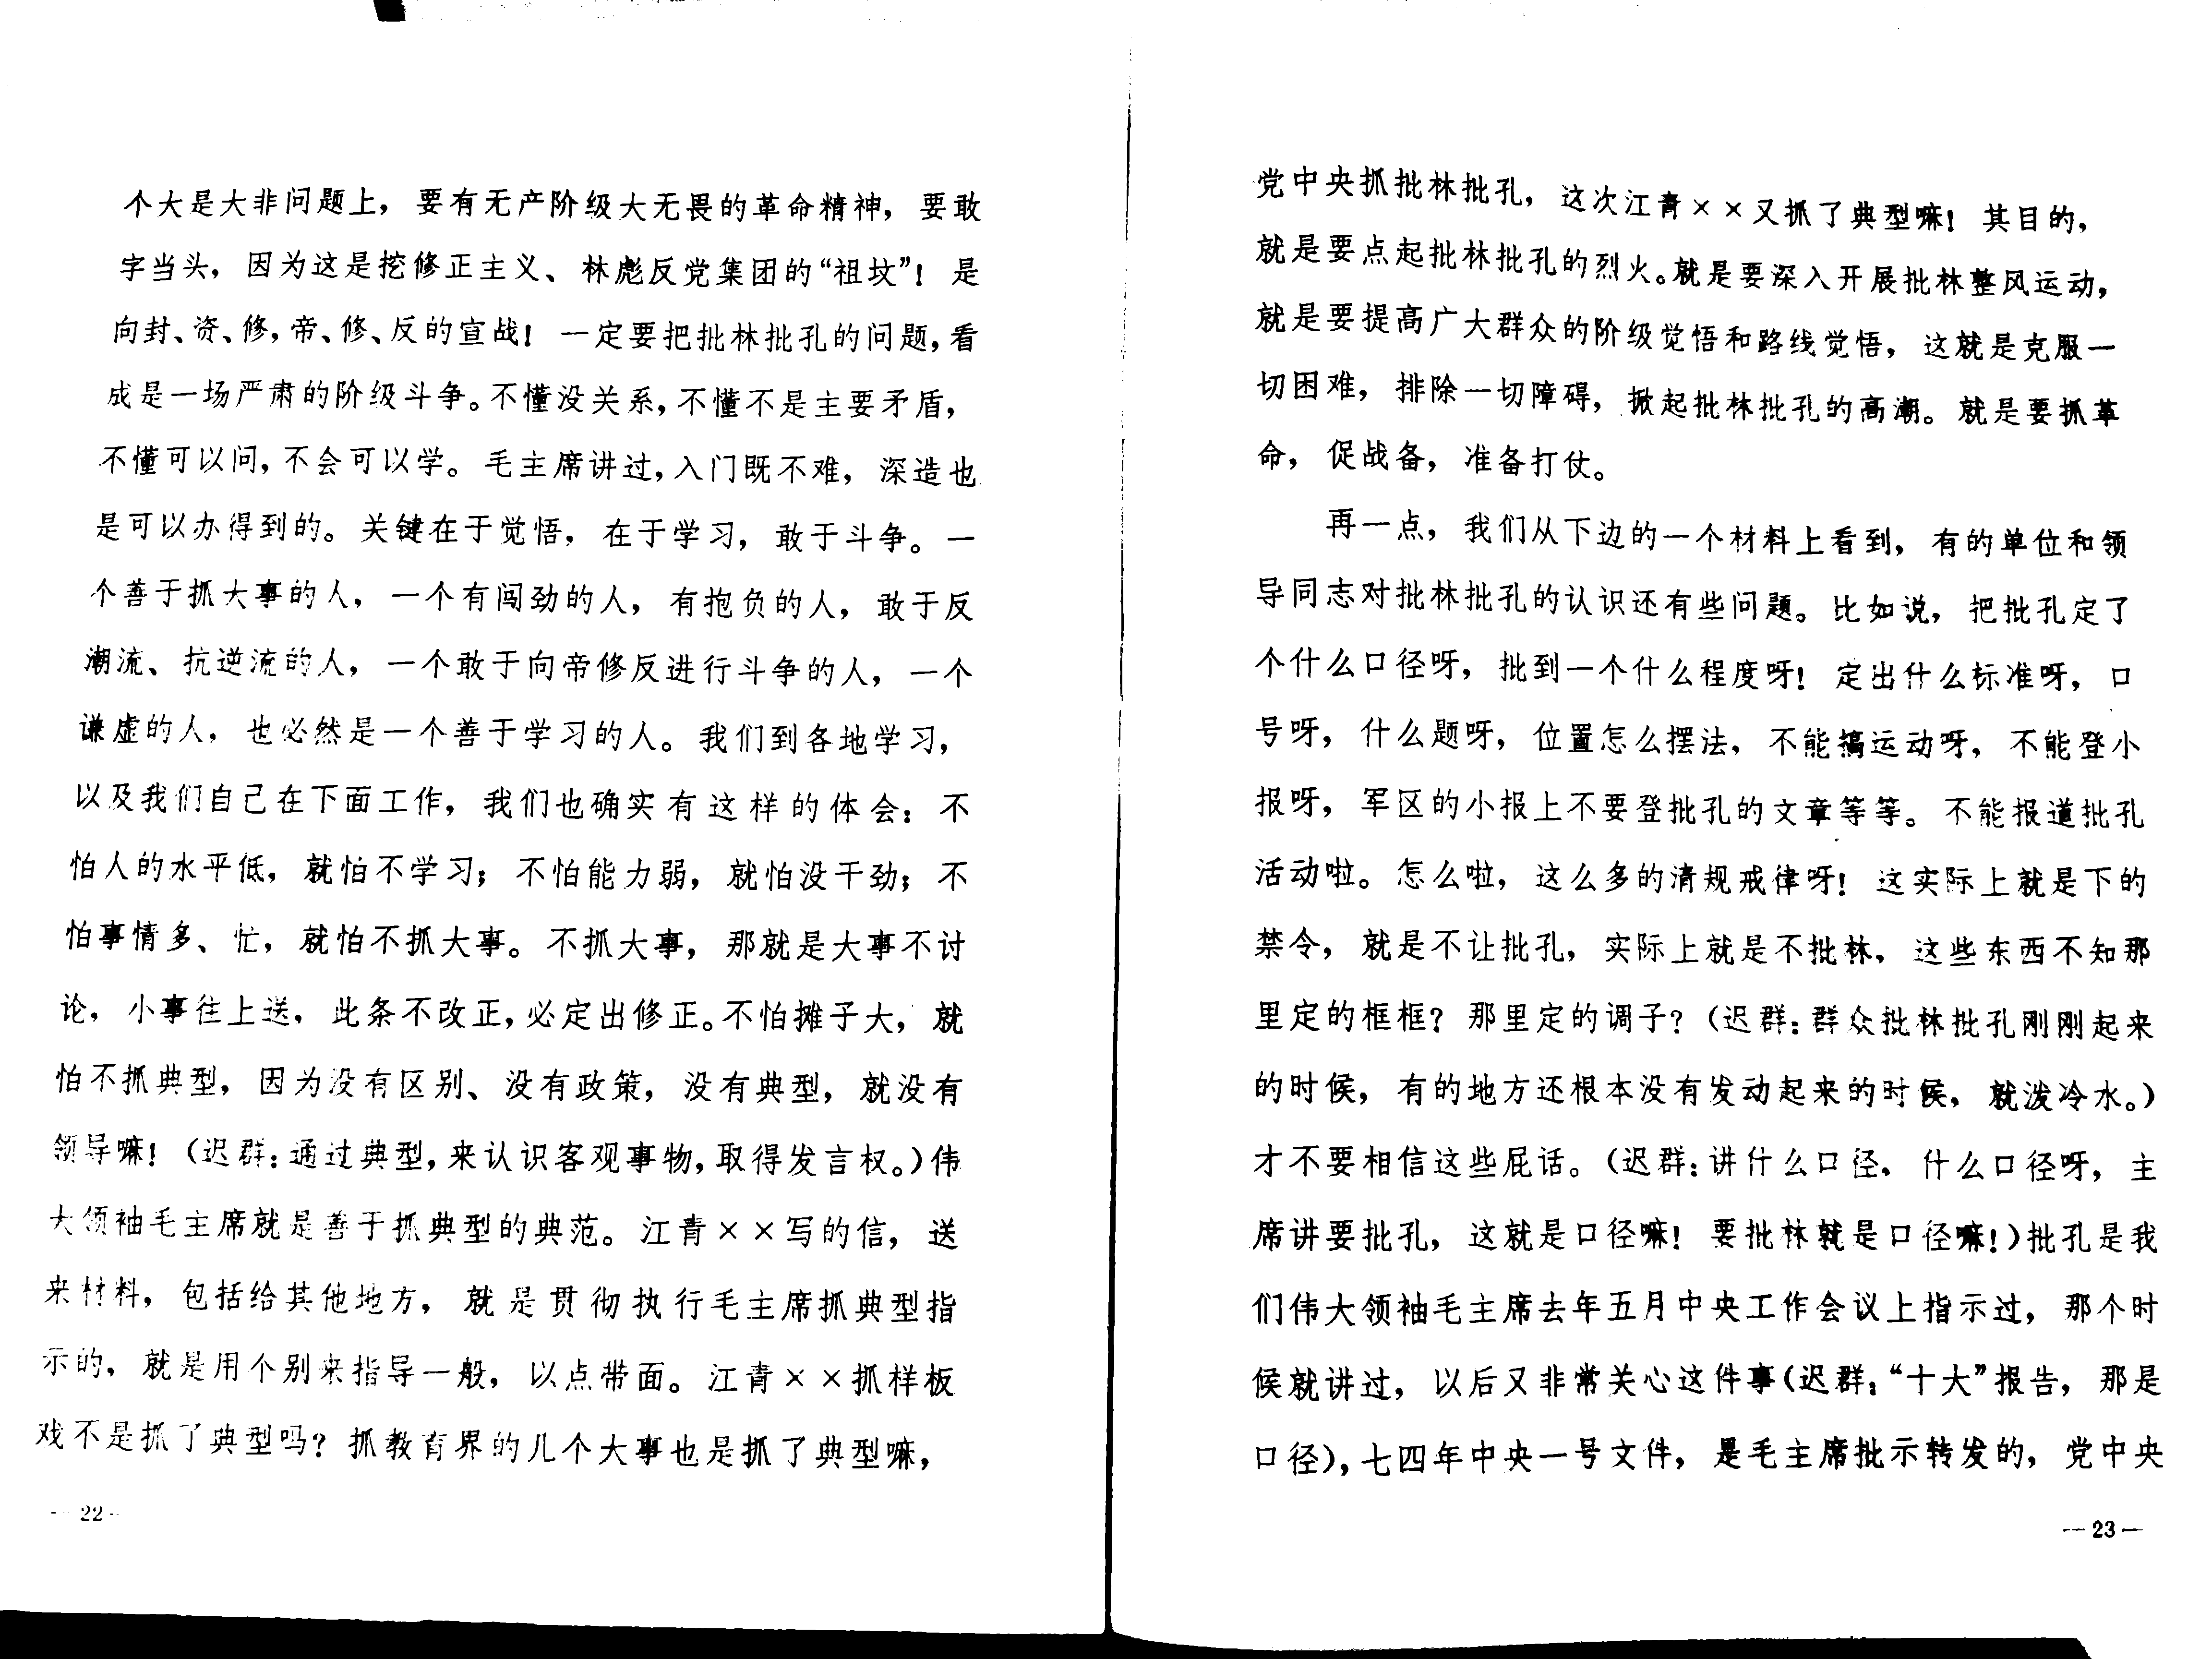 个大是大非问题上，要有无产阶级大无畏的革命精神，要敢
字当头，因为这是挖修正主义、林彪反党集团的“祖坟”！是
向封、资、修，帝、修、反的宣战！一定要把批林批孔的问题，看
成是一场严肃的阶级斗争。不懂没关系，不懂不是主要矛盾，
不懂可以问，不会可以学。毛主席讲过，入门既不难，深造也
是可以办得到的。关键在于觉悟，在于学习，敢于斗争。一
个善于抓大事的人，一个有闯劲的人，有抱负的人，敢于反
潮流、抗逆流的人，一个敢于向帝修反进行斗争的人，一个
谦虚的人，也必然是一个善于学习的人。我们到各地学习，
以及我们自己在下面工作，我们也确实有这样的体会：不
怕人的水平低，就怕不学习；不怕能力弱，就怕没干劲；不
怕事情多、忙，就怕不抓大事。不抓大事，那就是大事不讨
论，小事往上送，此条不改正，必定出修正。不怕摊子大，就
怕不抓典型，因为没有区别、没有政策，没有典型，就没有
领导嘛！（迟群：通过典型，来认识客观事物，取得发言权。）伟
大领袖毛主席就是善于抓典型的典范。江青××写的信，送
来材料，包括给其他地方，就是贯彻执行毛主席抓典型指
示的，就是用个别来指导一般，以点带面。江青××抓样板
戏不是抓了典型吗？抓教育界的几个大事也是抓了典型嘛，
— 22 —
党中央抓批林批孔，这次江青××又抓了典型嘛！其目的，
就是要点起批林批孔的烈火。就是要深入开展批林整风运动，
就是要提高广大群众的阶级觉悟和路线觉悟，这就是克服一
切困难，排除一切障碍，掀起批林批孔的高潮。就是要抓革
命，促战备，准备打仗。
再一点，我们从下边的一个材料上看到，有的单位和领
导同志对批林批孔的认识还有些问题。比如说，把批孔定了
个什么口径呀，批到一个什么程度呀！定出什么标准呀，口
号呀，什么题呀，位置怎么摆法，不能搞运动呀，不能登小
报呀，军区的小报上不要登批孔的文章等等。不能报道批孔
活动啦。怎么啦，这么多的清规戒律呀！这实际上就是下的
禁令，就是不让批孔，实际上就是不批林，这些东西不知那
里定的框框？那里定的调子？（迟群：群众批林批孔刚刚起来
的时候，有的地方还根本没有发动起来的时候，就泼冷水。）
才不要相信这些屁话。（迟群：讲什么口径，什么口径呀，主
席讲要批孔，这就是口径嘛！要批林就是口径嘛！）批孔是我
们伟大领袖毛主席去年五月中央工作会议上指示过，那个时
候就讲过，以后又非常关心这件事（迟群：“十大”报告，那是
口径），七四年中央一号文件，是毛主席批示转发的，党中央
— 23 —